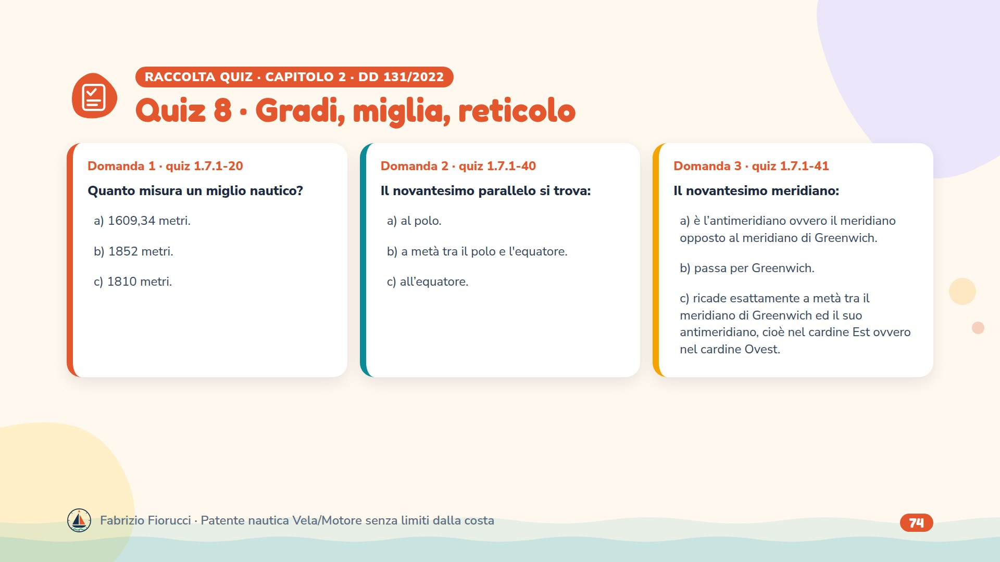 RACCOLTA QUIZ · CAPITOLO 2 · DD 131/2022
Quiz 8 · Gradi, miglia, reticolo
Domanda 1 · quiz 1.7.1-20
Quanto misura un miglio nautico?
a) 1609,34 metri.
b) 1852 metri.
c) 1810 metri.
Domanda 2 · quiz 1.7.1-40
Il novantesimo parallelo si trova:
a) al polo.
b) a metà tra il polo e l'equatore.
c) all’equatore.
Domanda 3 · quiz 1.7.1-41
Il novantesimo meridiano:
a) è l’antimeridiano ovvero il meridiano
opposto al meridiano di Greenwich.
b) passa per Greenwich.
c) ricade esattamente a metà tra il
meridiano di Greenwich ed il suo
antimeridiano, cioè nel cardine Est ovvero
nel cardine Ovest.
Fabrizio Fiorucci · Patente nautica Vela/Motore senza limiti dalla costa
74